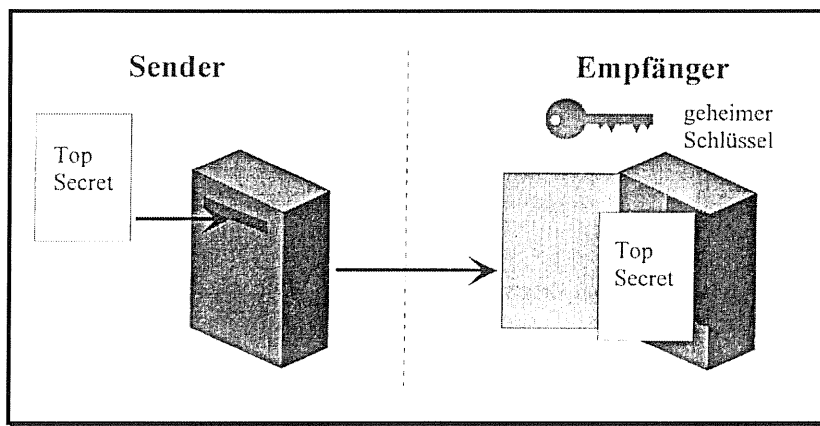 Sender
Empfänger
geheimer
Schlüssel
Top
Secret
Top
Secret